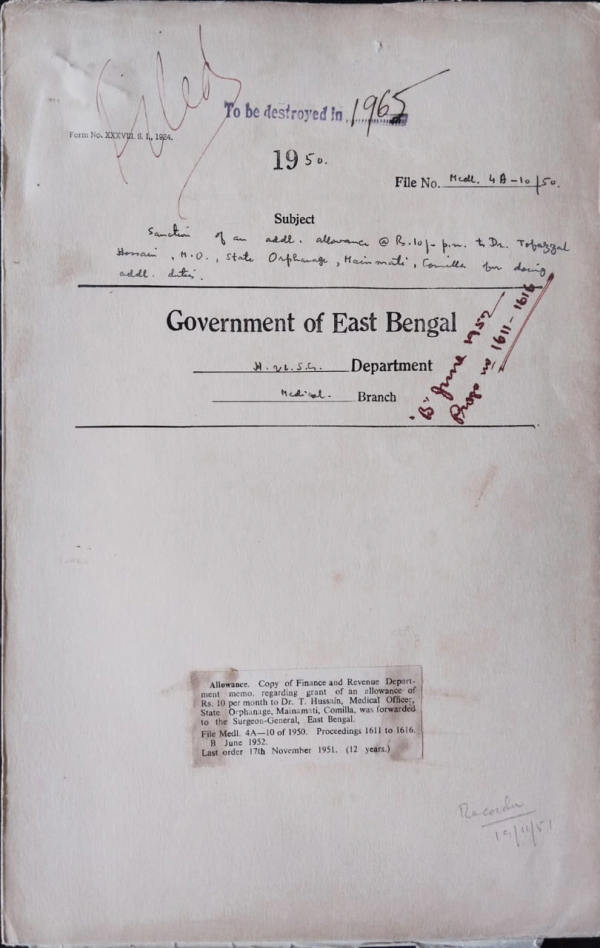 Filed
To be destroyed in 1965
Form No. XXXVIII. S. I., 1924.
1950.
File No. Medl. 4A-10/50.
Subject
Sanction of an addl. allowance @ Rs. 10/- p.m. to Dr. Tofazzal
Hossain, M.O., State Orphanage, Mainmati, Comilla for doing
addl. duties.
Government of East Bengal
Department
Medical. Branch
"B" June 1952
Progs no 1611-1616
Allowance. Copy of Finance and Revenue Depart-
ment memo. regarding grant of an allowance of
Rs. 10 per month to Dr. T. Hussain, Medical Officer,
State Orphanage, Mainamati, Comilla, was forwarded
to the Surgeon-General, East Bengal.
File Medl. 4A—10 of 1950. Proceedings 1611 to 1616.
B June 1952.
Last order 17th November 1951. (12 years.)
19/11/51